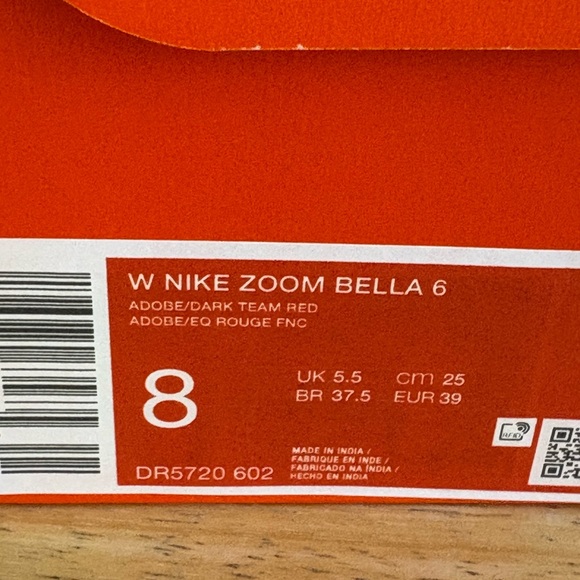 W NIKE ZOOM BELLA 6
ADOBE/DARK TEAM RED
ADOBE/EQ ROUGE FNC
8
UK 5.5 cm 25
BR 37.5 EUR 39
DR5720 602
MADE IN INDIA /
FABRIQUE EN INDE /
FABRICADO NA ÍNDIA /
HECHO EN INDIA
RFID